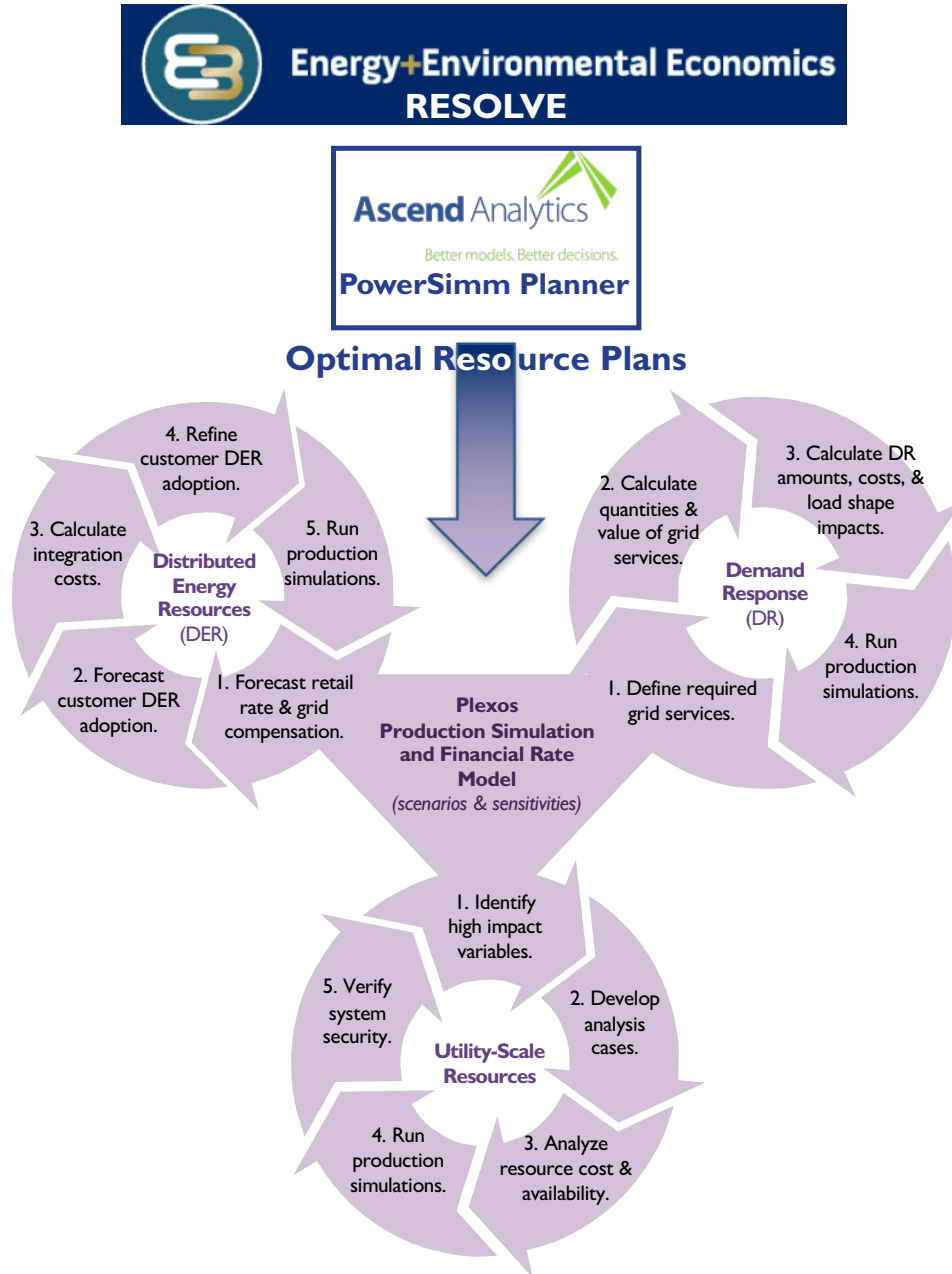 Energy+Environmental Economics
RESOLVE
Ascend Analytics
Better models. Better decisions.
PowerSimm Planner
Optimal Resource Plans
4. Refine
customer DER
adoption.
3. Calculate
integration
costs.
5. Run
production
simulations.
Distributed
Energy
Resources
(DER)
2. Forecast
customer DER
adoption.
1. Forecast retail
rate & grid
compensation.
2. Calculate
quantities &
value of grid
services.
3. Calculate DR
amounts, costs, &
load shape
impacts.
Demand
Response
(DR)
4. Run
production
simulations.
1. Define required
grid services.
Plexos
Production Simulation
and Financial Rate
Model
(scenarios & sensitivities)
1. Identify
high impact
variables.
5. Verify
system
security.
2. Develop
analysis
cases.
Utility-Scale
Resources
4. Run
production
simulations.
3. Analyze
resource cost &
availability.